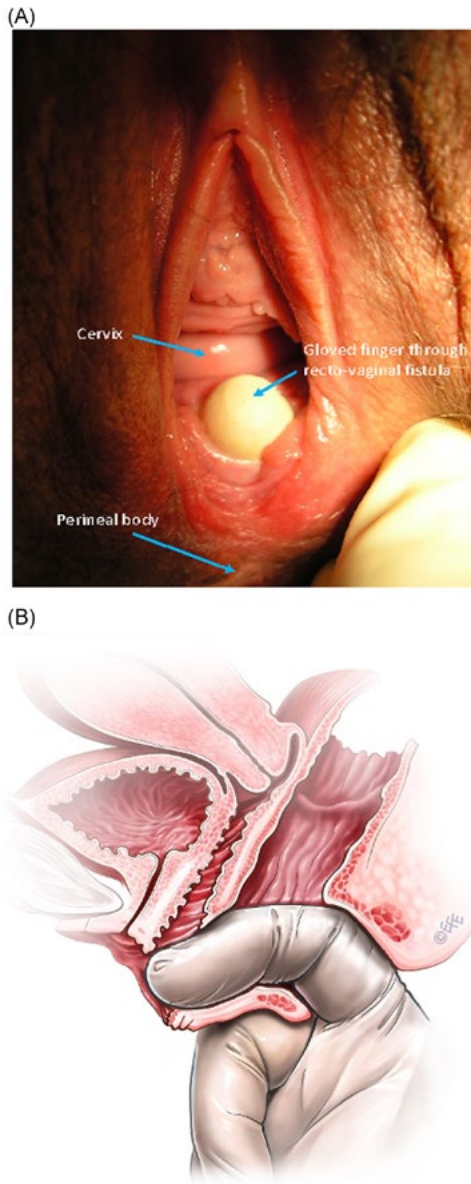 (A)
Cervix
Gloved finger through
recto-vaginal fistula
Perineal body
(B)
©EFE